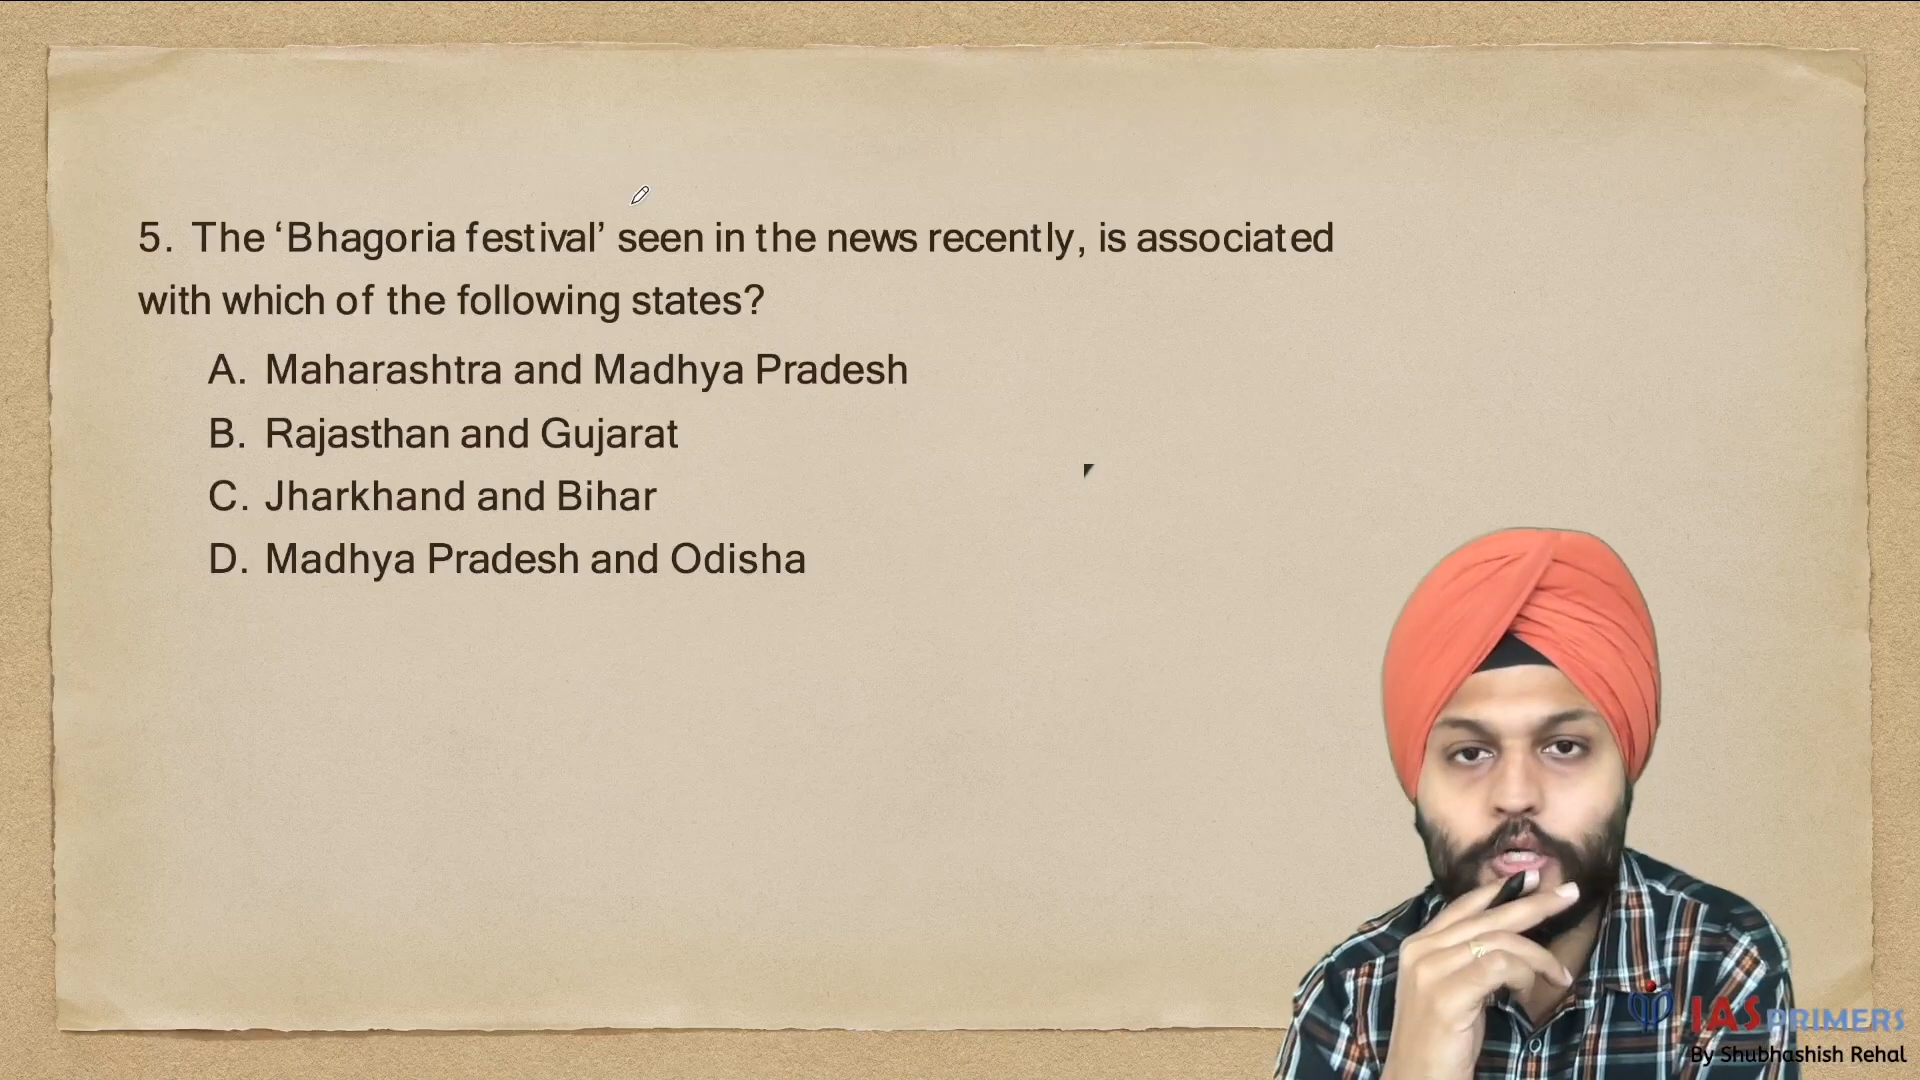 5. The ‘Bhagoria festival’ seen in the news recently, is associated
with which of the following states?
A. Maharashtra and Madhya Pradesh
B. Rajasthan and Gujarat
C. Jharkhand and Bihar
D. Madhya Pradesh and Odisha
IAS PRIMERS
By Shubhashish Rehal